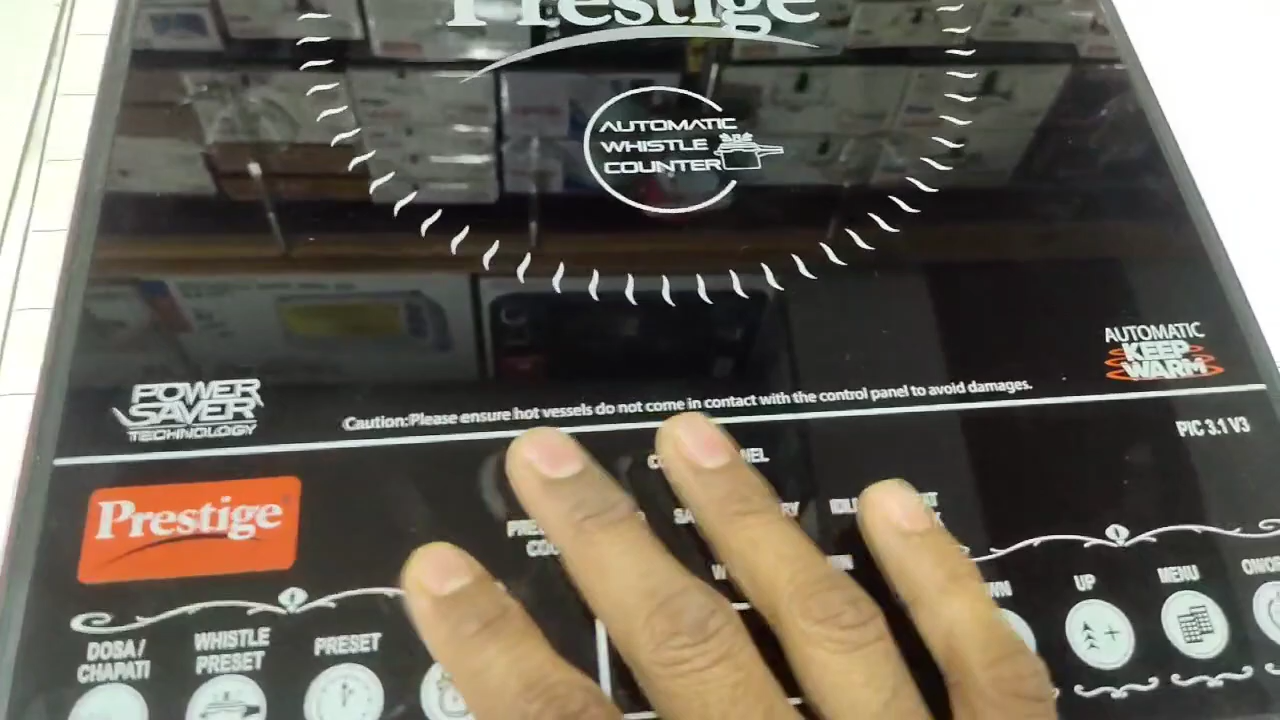 Prestige
AUTOMATIC
WHISTLE
COUNTER
AUTOMATIC
KEEP
WARM
POWER
SAVER
TECHNOLOGY
Caution:Please ensure hot vessels do not come in contact with the control panel to avoid damages.
PIC 3.1 V3
Prestige
DOSA /
CHAPATI
WHISTLE
PRESET
PRESET
UP
MENU